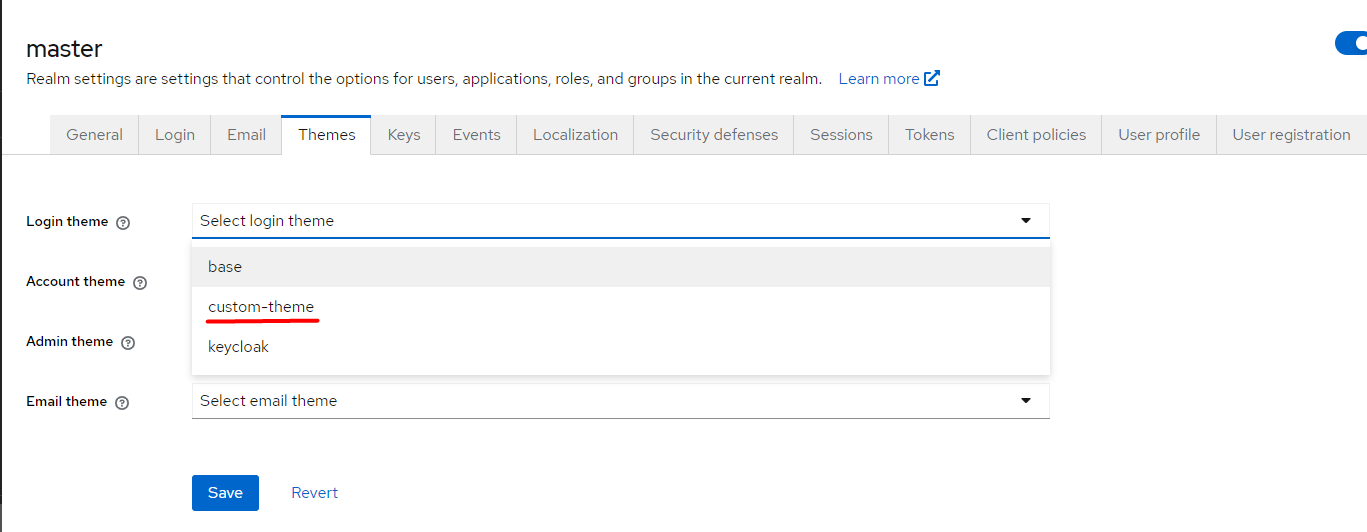 master
Realm settings are settings that control the options for users, applications, roles, and groups in the current realm. Learn more
General Login Email Themes Keys Events Localization Security defenses Sessions Tokens Client policies User profile User registration
Login theme Select login theme
base
Account theme
custom-theme
Admin theme
keycloak
Email theme Select email theme
Save Revert